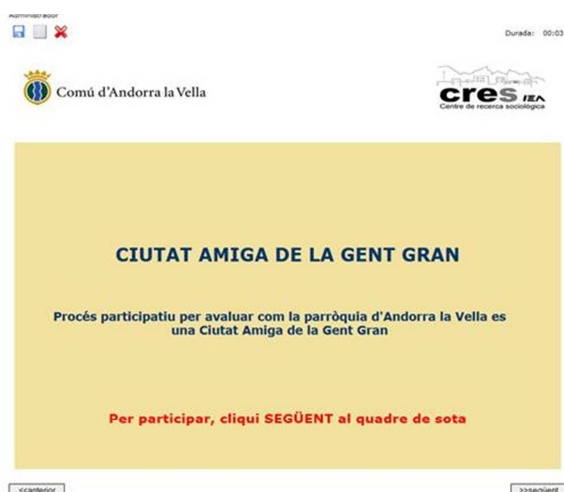 Administrador
Durada: 00:03
Comú d'Andorra la Vella
cres IEA
Centre de recerca sociològica
CIUTAT AMIGA DE LA GENT GRAN
Procés participatiu per avaluar com la parròquia d'Andorra la Vella es
una Ciutat Amiga de la Gent Gran
Per participar, cliqui SEGÜENT al quadre de sota
<<anterior
>>següent